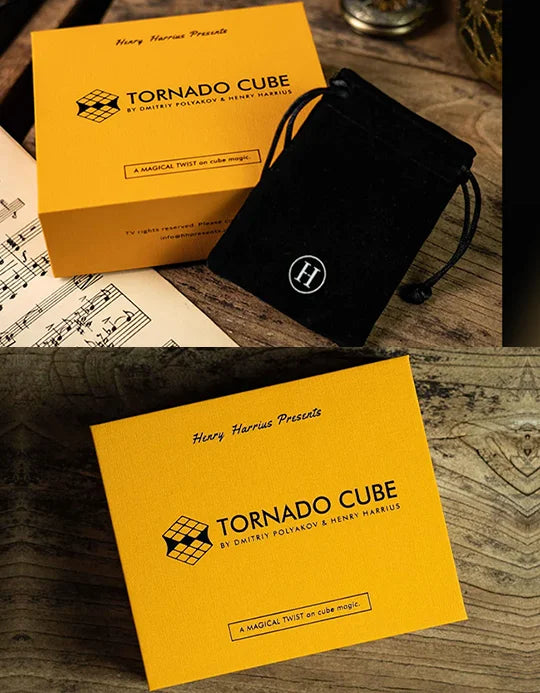 Henry Harrius Presents
TORNADO CUBE
BY DMITRIY POLYAKOV & HENRY HARRIUS
A MAGICAL TWIST on cube magic.
TV rights reserved. Please
info@hhpresents
H
Henry Harrius Presents
TORNADO CUBE
BY DMITRIY POLYAKOV & HENRY HARRIUS
A MAGICAL TWIST on cube magic.